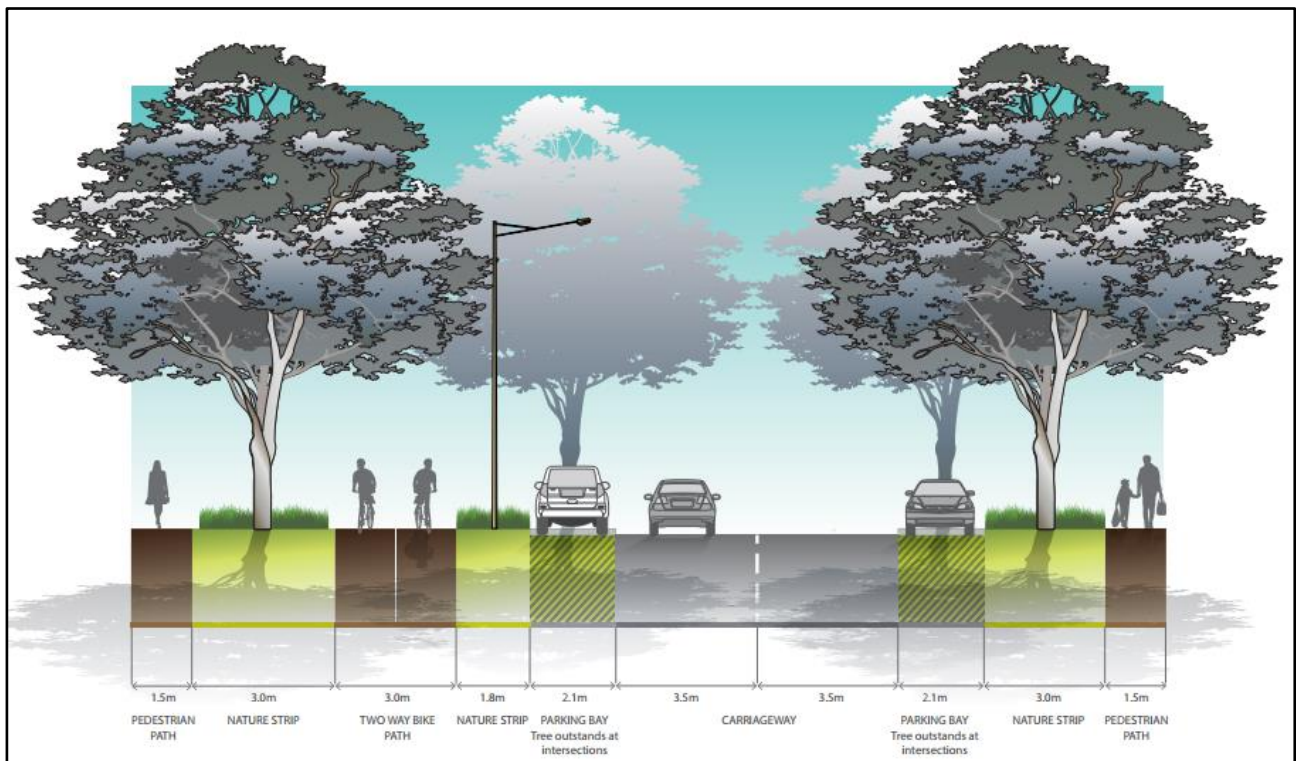 1.5m 3.0m 3.0m 1.8m 2.1m 3.5m 3.5m 2.1m 3.0m 1.5m
PEDESTRIAN PATH
NATURE STRIP
TWO WAY BIKE PATH
NATURE STRIP
PARKING BAY
Tree outstands at
intersections
CARRIAGEWAY
PARKING BAY
Tree outstands at
intersections
NATURE STRIP
PEDESTRIAN PATH